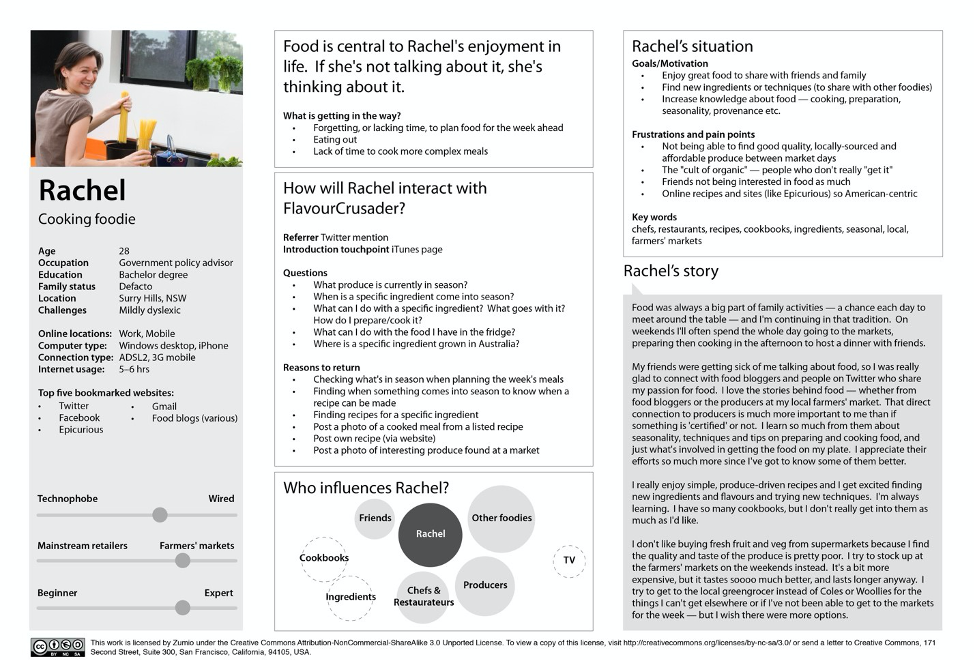 Rachel
Cooking foodie
Age 28
Occupation Government policy advisor
Education Bachelor degree
Family status Defacto
Location Surry Hills, NSW
Challenges Mildly dyslexic
Online locations: Work, Mobile
Computer type: Windows desktop, iPhone
Connection type: ADSL2, 3G mobile
Internet usage: 5–6 hrs
Top five bookmarked websites:
• Twitter • Gmail
• Facebook • Food blogs (various)
• Epicurious
Technophobe Wired
Mainstream retailers Farmers' markets
Beginner Expert
Food is central to Rachel's enjoyment in
life. If she's not talking about it, she's
thinking about it.
What is getting in the way?
• Forgetting, or lacking time, to plan food for the week ahead
• Eating out
• Lack of time to cook more complex meals
How will Rachel interact with
FlavourCrusader?
Referrer Twitter mention
Introduction touchpoint iTunes page
Questions
• What produce is currently in season?
• When is a specific ingredient come into season?
• What can I do with a specific ingredient? What goes with it?
How do I prepare/cook it?
• What can I do with the food I have in the fridge?
• Where is a specific ingredient grown in Australia?
Reasons to return
• Checking what's in season when planning the week's meals
• Finding when something comes into season to know when a
recipe can be made
• Finding recipes for a specific ingredient
• Post a photo of a cooked meal from a listed recipe
• Post own recipe (via website)
• Post a photo of interesting produce found at a market
Who influences Rachel?
Friends
Rachel
Other foodies
Cookbooks
TV
Ingredients
Chefs &
Restaurateurs
Producers
Rachel's situation
Goals/Motivation
• Enjoy great food to share with friends and family
• Find new ingredients or techniques (to share with other foodies)
• Increase knowledge about food — cooking, preparation,
seasonality, provenance etc.
Frustrations and pain points
• Not being able to find good quality, locally-sourced and
affordable produce between market days
• The "cult of organic" — people who don't really "get it"
• Friends not being interested in food as much
• Online recipes and sites (like Epicurious) so American-centric
Key words
chefs, restaurants, recipes, cookbooks, ingredients, seasonal, local,
farmers' markets
Rachel's story
Food was always a big part of family activities — a chance each day to
meet around the table — and I'm continuing in that tradition. On
weekends I'll often spend the whole day going to the markets,
preparing then cooking in the afternoon to host a dinner with friends.
My friends were getting sick of me talking about food, so I was really
glad to connect with food bloggers and people on Twitter who share
my passion for food. I love the stories behind food — whether from
food bloggers or the producers at my local farmers' market. That direct
connection to producers is much more important to me than if
something is 'certified' or not. I learn so much from them about
seasonality, techniques and tips on preparing and cooking food, and
just what's involved in getting the food on my plate. I appreciate their
efforts so much more since I've got to know some of them better.
I really enjoy simple, produce-driven recipes and I get excited finding
new ingredients and flavours and trying new techniques. I'm always
learning. I have so many cookbooks, but I don't really get into them as
much as I'd like.
I don't like buying fresh fruit and veg from supermarkets because I find
the quality and taste of the produce is pretty poor. I try to stock up at
the farmers' markets on the weekends instead. It's a bit more
expensive, but it tastes soooo much better, and lasts longer anyway. I
try to get to the local greengrocer instead of Coles or Woollies for the
things I can't get elsewhere or if I've not been able to get to the markets
for the week — but I wish there were more options.
CC BY NC SA
This work is licensed by Zumio under the Creative Commons Attribution-NonCommercial-ShareAlike 3.0 Unported License. To view a copy of this license, visit http://creativecommons.org/licenses/by-nc-sa/3.0/ or send a letter to Creative Commons, 171
Second Street, Suite 300, San Francisco, California, 94105, USA.